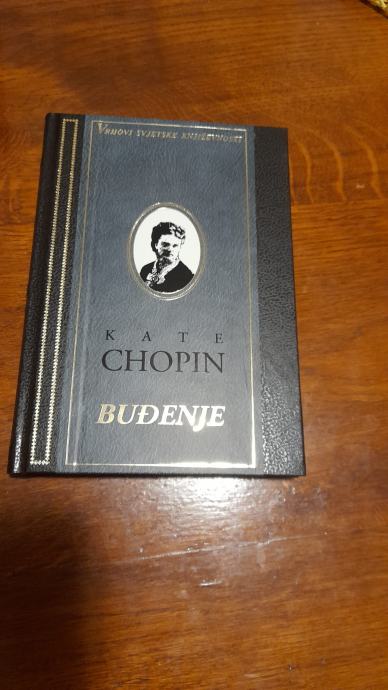 VRHOVI SVJETSKE KNJIŽEVNOSTI
KATE
CHOPIN
BUĐENJE